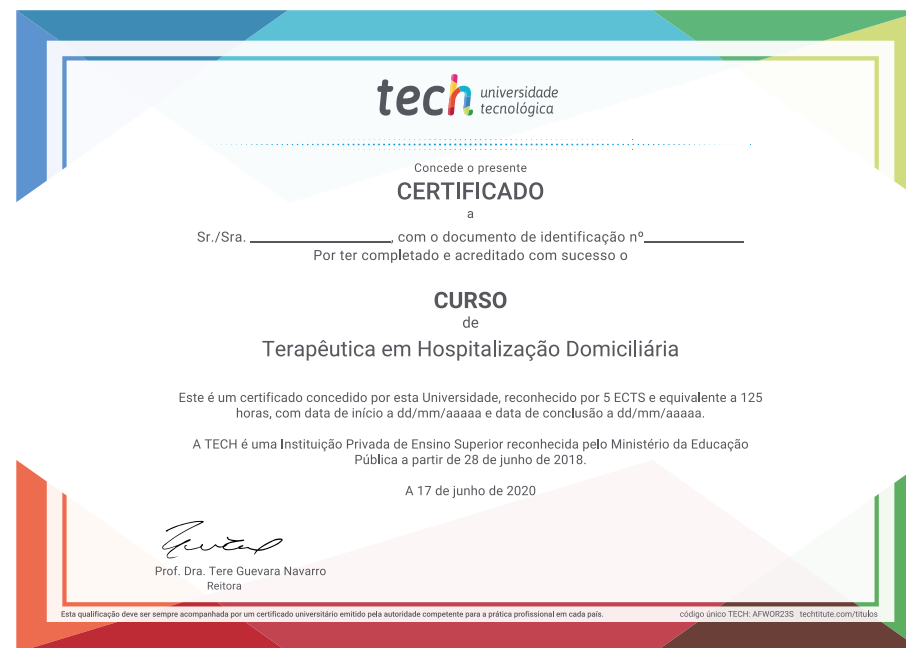 tech universidade
tecnológica
Concede o presente
CERTIFICADO
a
Sr./Sra. , com o documento de identificação nº
Por ter completado e acreditado com sucesso o
CURSO
de
Terapêutica em Hospitalização Domiciliária
Este é um certificado concedido por esta Universidade, reconhecido por 5 ECTS e equivalente a 125
horas, com data de início a dd/mm/aaaaa e data de conclusão a dd/mm/aaaaa.
A TECH é uma Instituição Privada de Ensino Superior reconhecida pelo Ministério da Educação
Pública a partir de 28 de junho de 2018.
A 17 de junho de 2020
Prof. Dra. Tere Guevara Navarro
Reitora
Esta qualificação deve ser sempre acompanhada por um certificado universitário emitido pela autoridade competente para a prática profissional em cada país. código único TECH: AFWOR23S techtitute.com/titulos